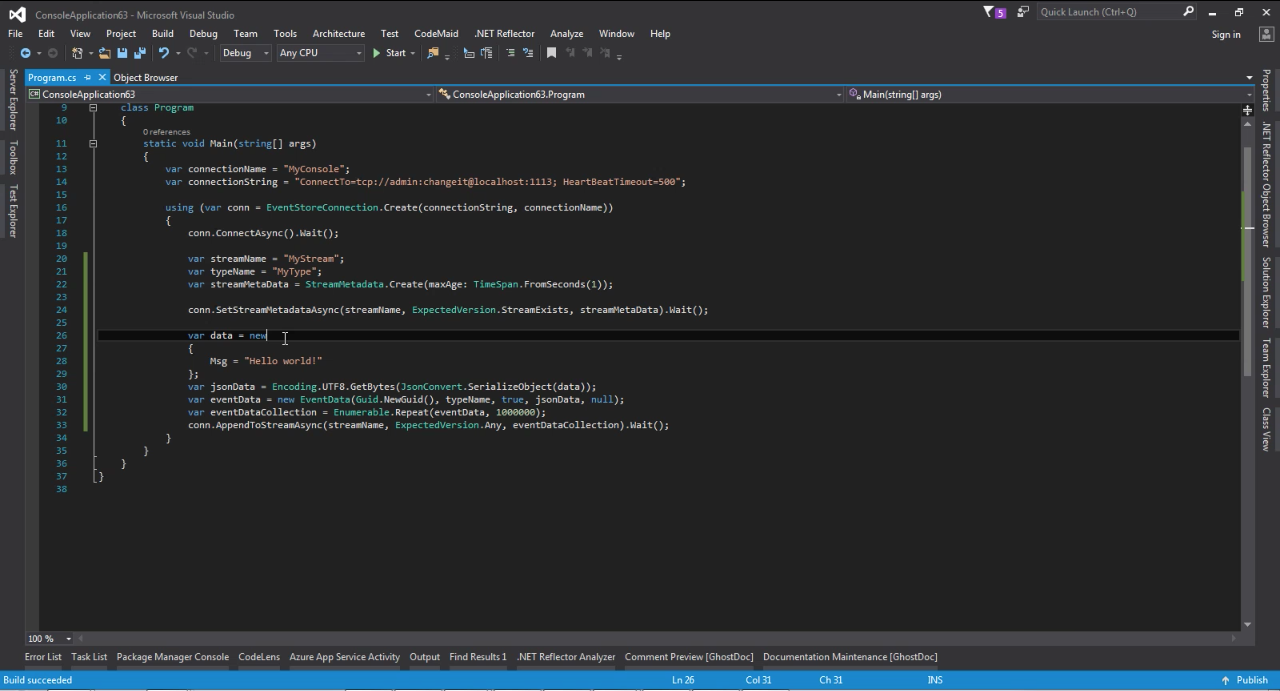 ConsoleApplication63 - Microsoft Visual Studio
5
Quick Launch (Ctrl+Q)
File Edit View Project Build Debug Team Tools Architecture Test CodeMaid .NET Reflector Analyze Window Help
Sign in
Debug Any CPU Start
Program.cs Object Browser
C# ConsoleApplication63 ConsoleApplication63.Program Main(string[] args)
Server Explorer
Toolbox
Test Explorer
9 class Program
10 {
0 references
11 static void Main(string[] args)
12 {
13 var connectionName = "MyConsole";
14 var connectionString = "ConnectTo=tcp://admin:changeit@localhost:1113; HeartBeatTimeout=500";
15
16 using (var conn = EventStoreConnection.Create(connectionString, connectionName))
17 {
18 conn.ConnectAsync().Wait();
19
20 var streamName = "MyStream";
21 var typeName = "MyType";
22 var streamMetaData = StreamMetadata.Create(maxAge: TimeSpan.FromSeconds(1));
23
24 conn.SetStreamMetadataAsync(streamName, ExpectedVersion.StreamExists, streamMetaData).Wait();
25
26 var data = new
27 {
28 Msg = "Hello world!"
29 };
30 var jsonData = Encoding.UTF8.GetBytes(JsonConvert.SerializeObject(data));
31 var eventData = new EventData(Guid.NewGuid(), typeName, true, jsonData, null);
32 var eventDataCollection = Enumerable.Repeat(eventData, 1000000);
33 conn.AppendToStreamAsync(streamName, ExpectedVersion.Any, eventDataCollection).Wait();
34 }
35 }
36 }
37 }
38
Properties
.NET Reflector Object Browser
Solution Explorer
Team Explorer
Class View
100 %
Error List Task List Package Manager Console CodeLens Azure App Service Activity Output Find Results 1 .NET Reflector Analyzer Comment Preview [GhostDoc] Documentation Maintenance [GhostDoc]
Build succeeded Ln 26 Col 31 Ch 31 INS Publish